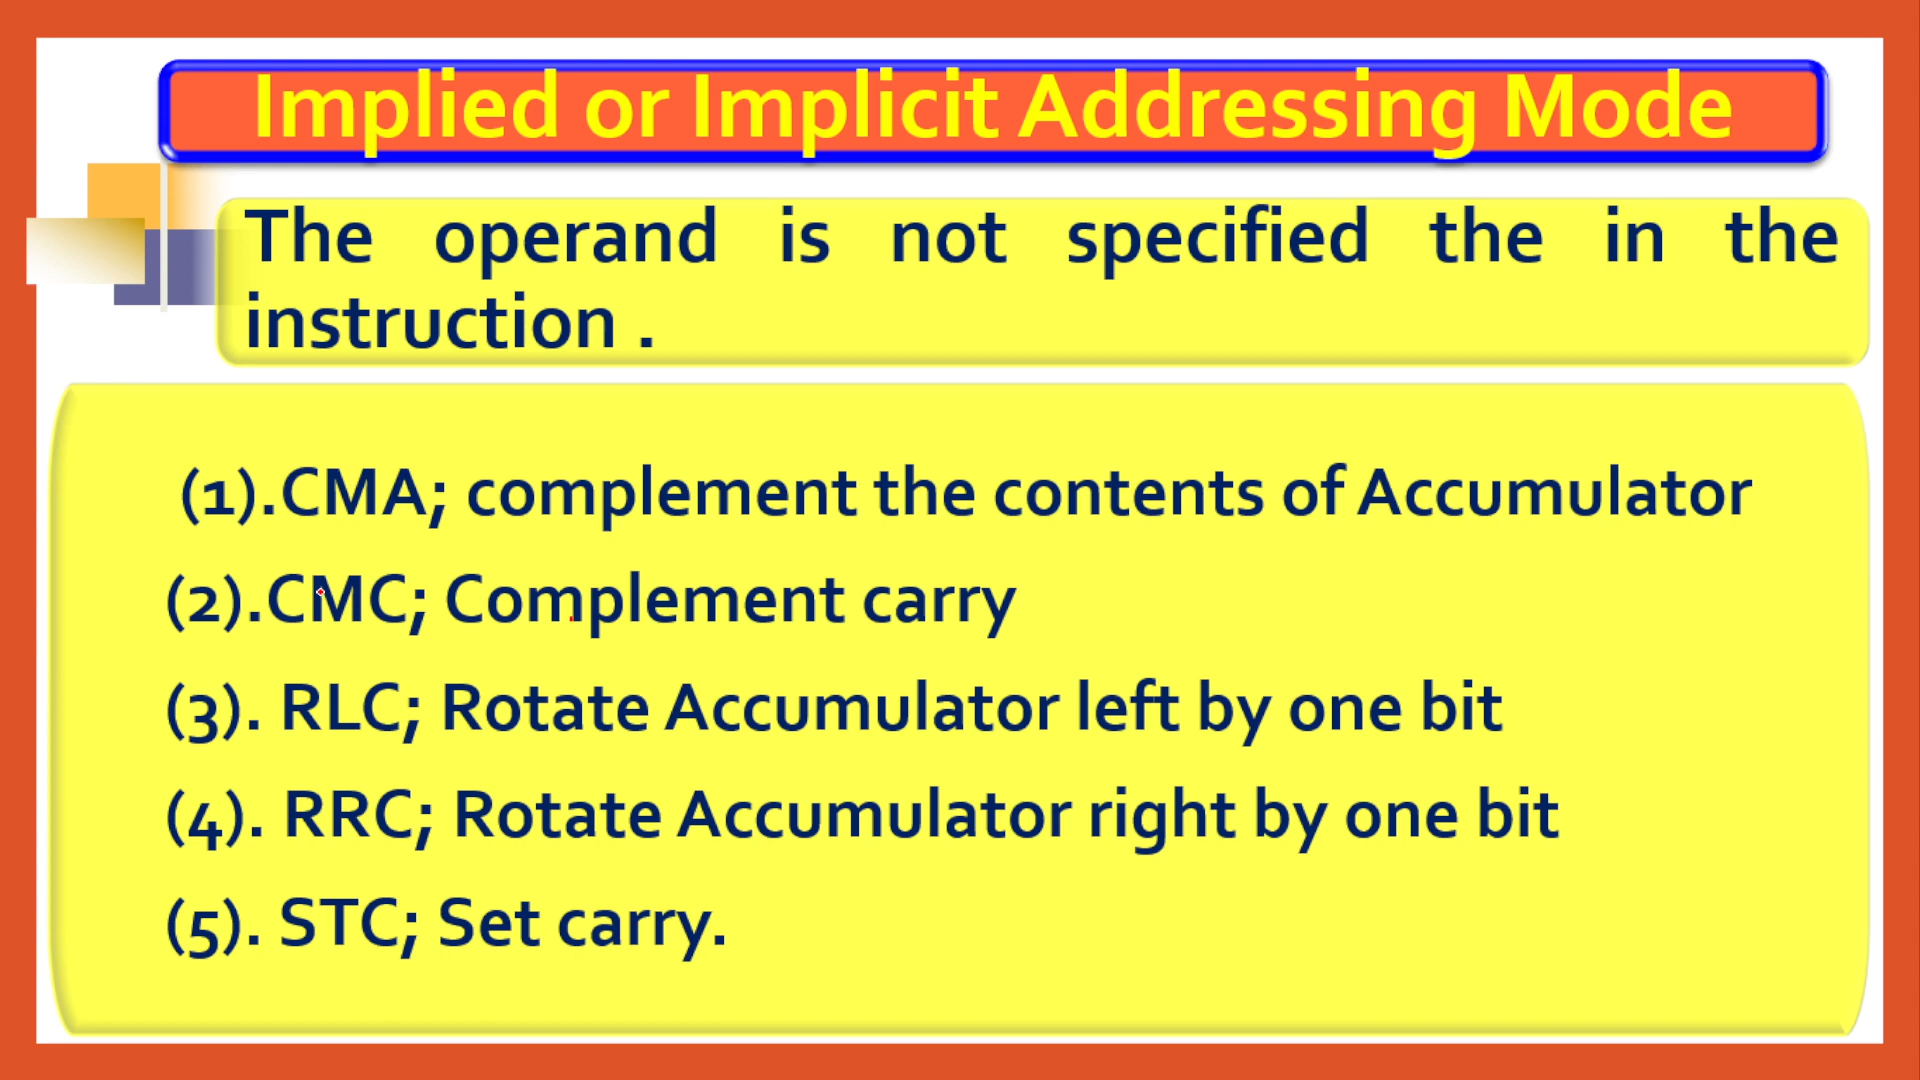 Implied or Implicit Addressing Mode
The operand is not specified the in the
instruction .
(1).CMA; complement the contents of Accumulator
(2).CMC; Complement carry
(3). RLC; Rotate Accumulator left by one bit
(4). RRC; Rotate Accumulator right by one bit
(5). STC; Set carry.